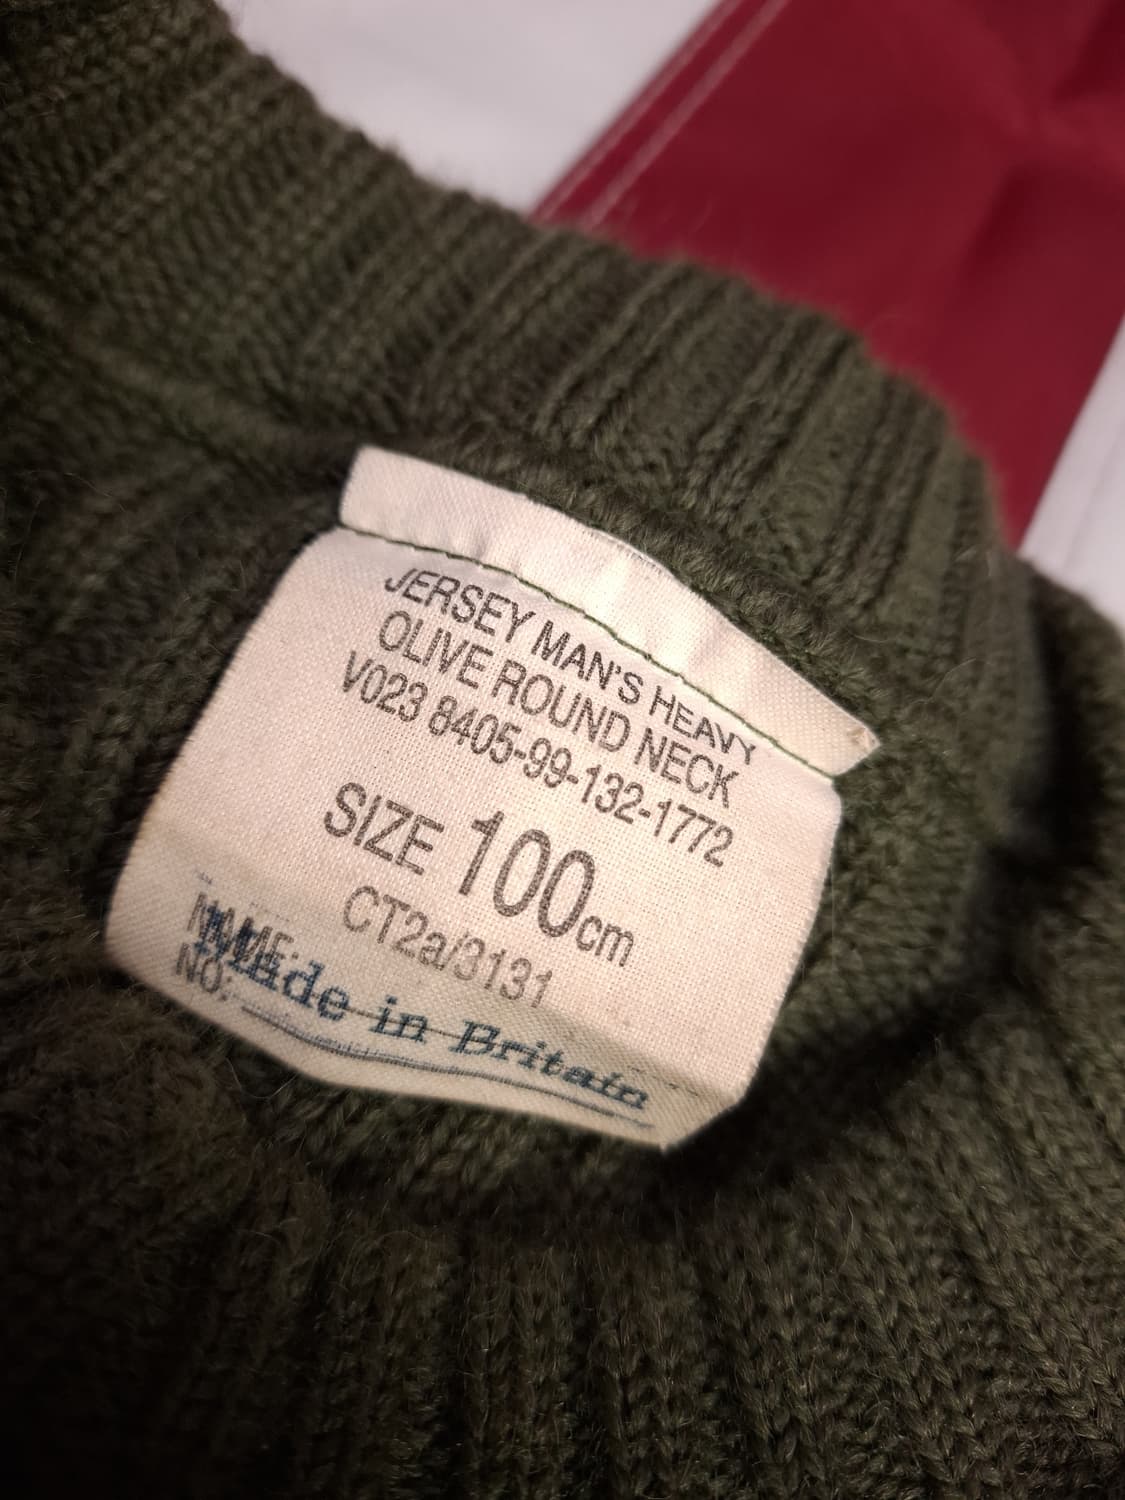 JERSEY MAN'S HEAVY
OLIVE ROUND NECK
V023 8405-99-132-1772
SIZE 100cm
CT2a/3131
NAME:
NO:
Made in Britain